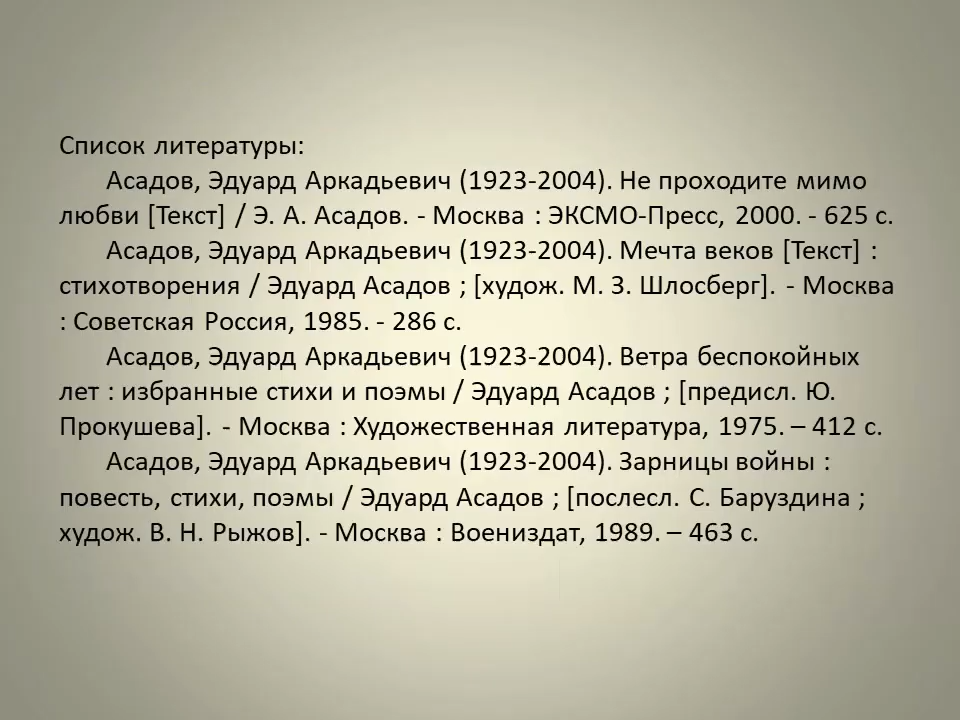 Список литературы:
Асадов, Эдуард Аркадьевич (1923-2004). Не проходите мимо
любви [Текст] / Э. А. Асадов. - Москва : ЭКСМО-Пресс, 2000. - 625 с.
Асадов, Эдуард Аркадьевич (1923-2004). Мечта веков [Текст] :
стихотворения / Эдуард Асадов ; [худож. М. З. Шлосберг]. - Москва
: Советская Россия, 1985. - 286 с.
Асадов, Эдуард Аркадьевич (1923-2004). Ветра беспокойных
лет : избранные стихи и поэмы / Эдуард Асадов ; [предисл. Ю.
Прокушева]. - Москва : Художественная литература, 1975. – 412 с.
Асадов, Эдуард Аркадьевич (1923-2004). Зарницы войны :
повесть, стихи, поэмы / Эдуард Асадов ; [послесл. С. Баруздина ;
худож. В. Н. Рыжов]. - Москва : Воениздат, 1989. – 463 с.